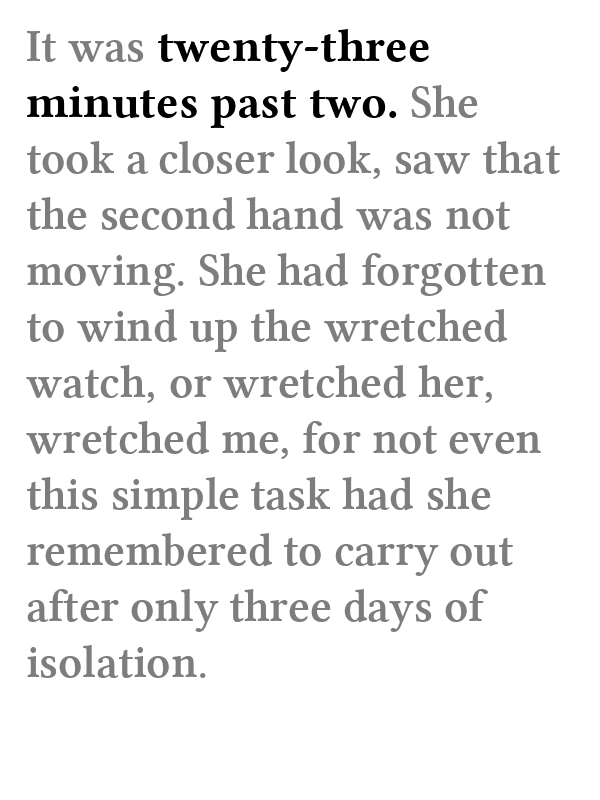 It was twenty-three
minutes past two. She
took a closer look, saw that
the second hand was not
moving. She had forgotten
to wind up the wretched
watch, or wretched her,
wretched me, for not even
this simple task had she
remembered to carry out
after only three days of
isolation.